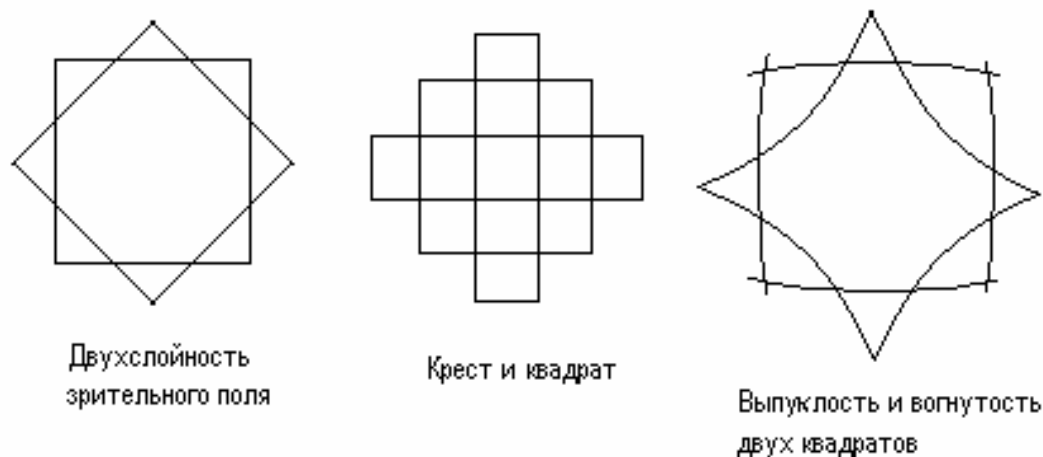 Двухслойность
зрительного поля
Крест и квадрат
Выпуклость и вогнутость
двух квадратов